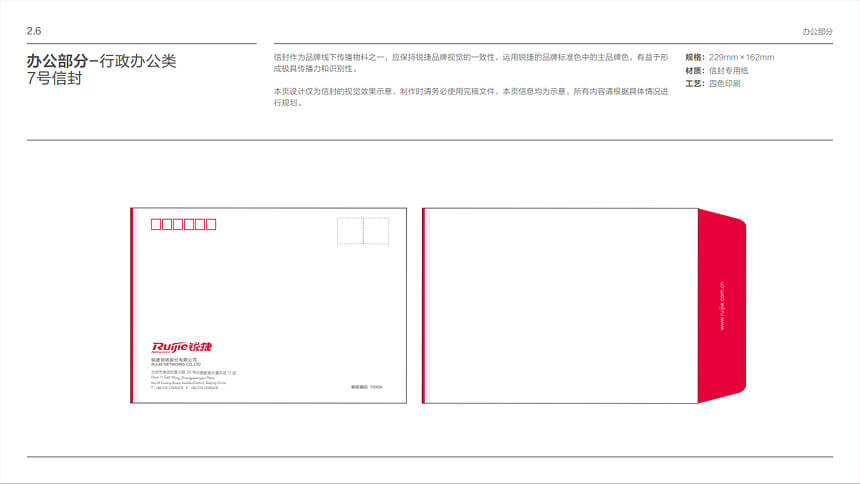 2.6
办公部分
办公部分-行政办公类
7号信封
信封作为品牌线下传播物料之一，应保持锐捷品牌视觉的一致性，运用锐捷的品牌标准色中的主品牌色，有益于形
成极具传播力和识别性。
本页设计仅为信封的视觉效果示意，制作时请务必使用完稿文件，本页信息均为示意，所有内容请根据具体情况进
行规划。
规格：229mm×162mm
材质：信封专用纸
工艺：四色印刷
Ruijie锐捷
锐捷网络股份有限公司
RUIJIE NETWORKS CO.,LTD
邮政编码
www.ruijie.com.cn